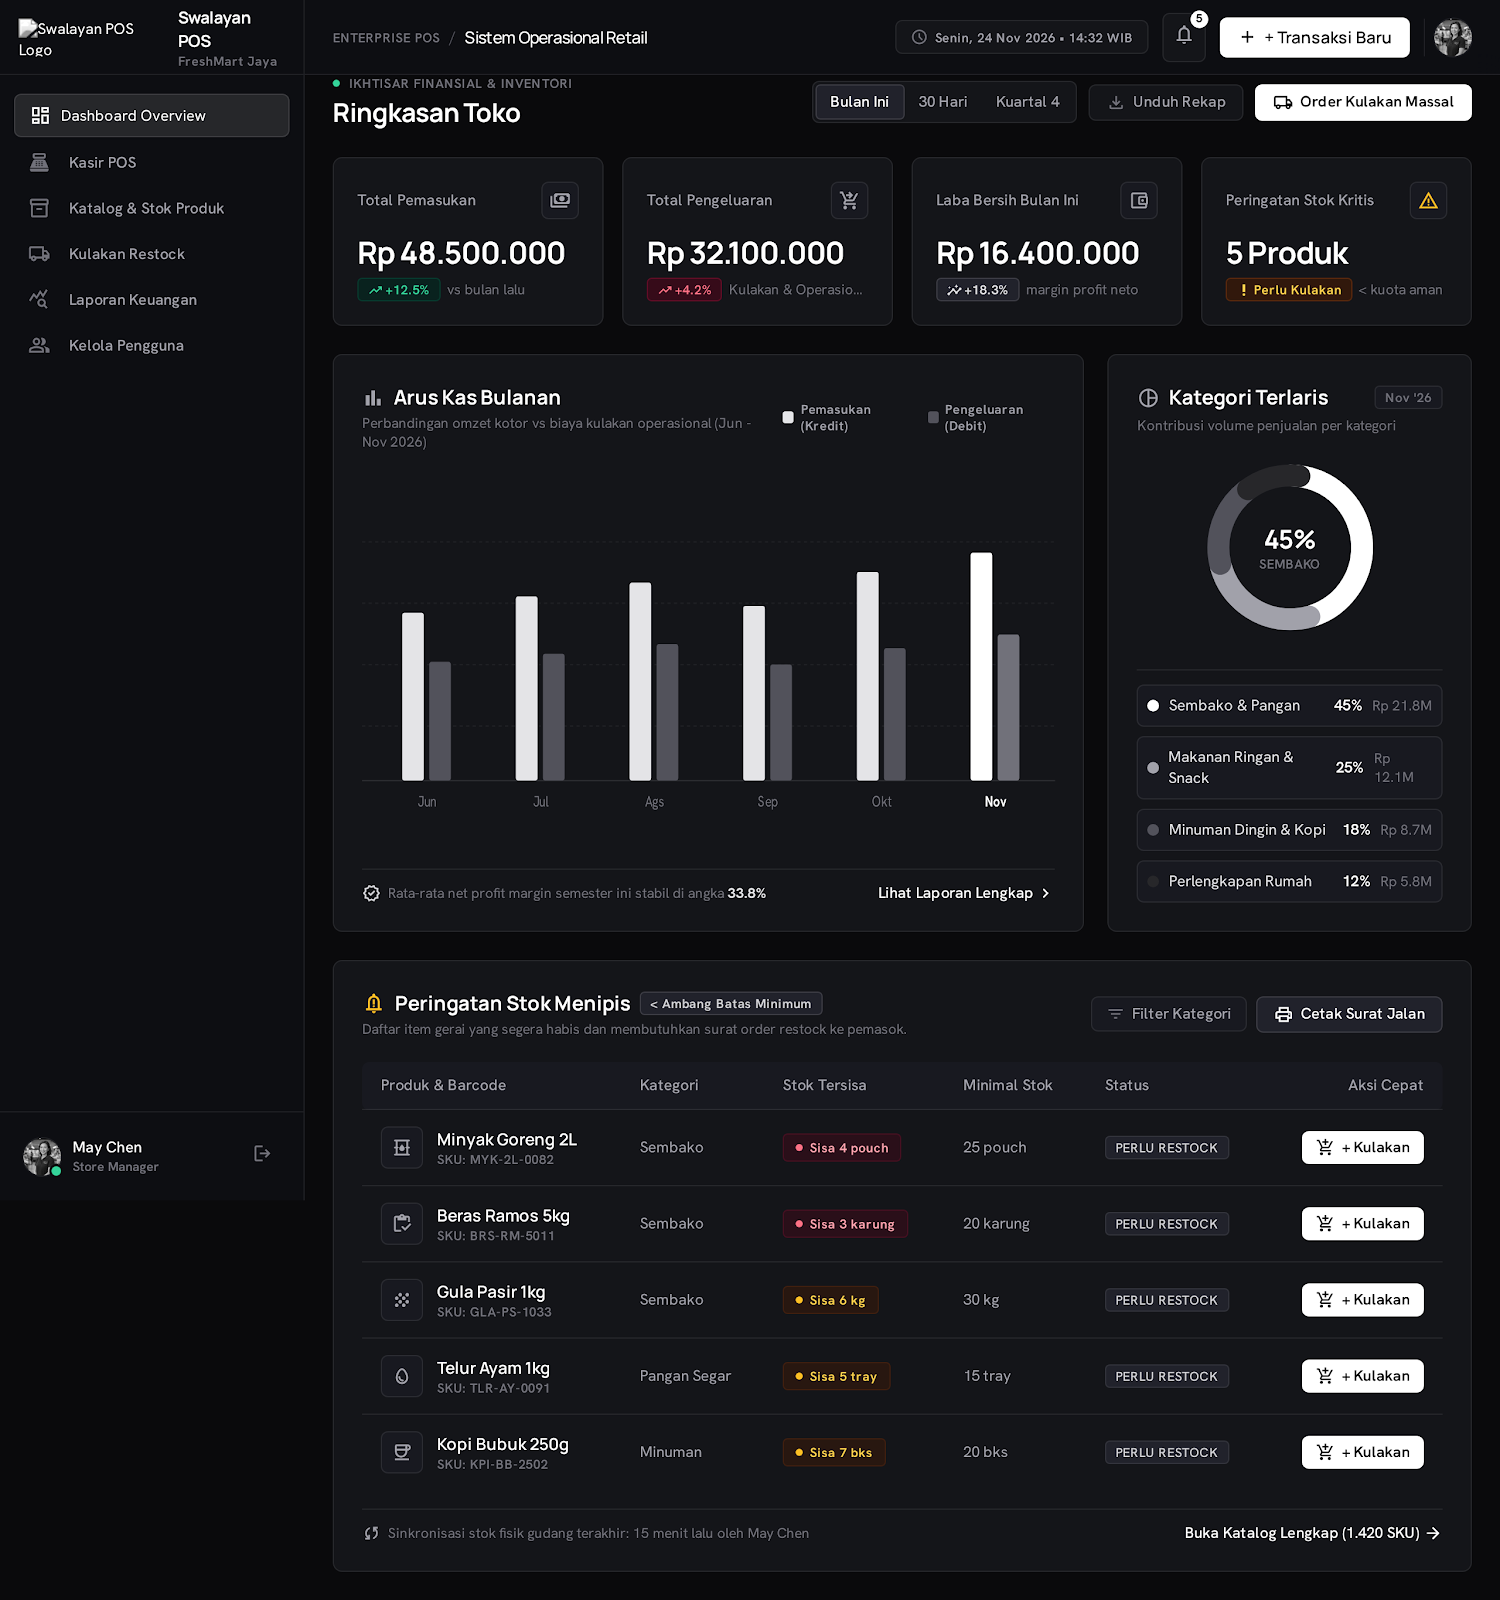 Swalayan POS
Logo
Swalayan
POS
FreshMart Jaya
ENTERPRISE POS / Sistem Operasional Retail
Senin, 24 Nov 2026 • 14:32 WIB
5
+ + Transaksi Baru
Dashboard Overview
Kasir POS
Katalog & Stok Produk
Kulakan Restock
Laporan Keuangan
Kelola Pengguna
May Chen
Store Manager
IKHTISAR FINANSIAL & INVENTORI
Ringkasan Toko
Bulan Ini
30 Hari
Kuartal 4
Unduh Rekap
Order Kulakan Massal
Total Pemasukan
Rp 48.500.000
+12.5% vs bulan lalu
Total Pengeluaran
Rp 32.100.000
+4.2% Kulakan & Operasio...
Laba Bersih Bulan Ini
Rp 16.400.000
+18.3% margin profit neto
Peringatan Stok Kritis
5 Produk
Perlu Kulakan < kuota aman
Arus Kas Bulanan
Perbandingan omzet kotor vs biaya kulakan operasional (Jun -
Nov 2026)
Pemasukan
(Kredit)
Pengeluaran
(Debit)
Jun
Jul
Ags
Sep
Okt
Nov
Rata-rata net profit margin semester ini stabil di angka 33.8%
Lihat Laporan Lengkap
Kategori Terlaris
Nov '26
Kontribusi volume penjualan per kategori
45%
SEMBAKO
Sembako & Pangan 45% Rp 21.8M
Makanan Ringan &
Snack
25%
Rp
12.1M
Minuman Dingin & Kopi 18% Rp 8.7M
Perlengkapan Rumah 12% Rp 5.8M
Peringatan Stok Menipis
< Ambang Batas Minimum
Daftar item gerai yang segera habis dan membutuhkan surat order restock ke pemasok.
Filter Kategori
Cetak Surat Jalan
Produk & Barcode Kategori Stok Tersisa Minimal Stok Status Aksi Cepat
Minyak Goreng 2L
SKU: MYK-2L-0082
Sembako Sisa 4 pouch 25 pouch PERLU RESTOCK + Kulakan
Beras Ramos 5kg
SKU: BRS-RM-5011
Sembako Sisa 3 karung 20 karung PERLU RESTOCK + Kulakan
Gula Pasir 1kg
SKU: GLA-PS-1033
Sembako Sisa 6 kg 30 kg PERLU RESTOCK + Kulakan
Telur Ayam 1kg
SKU: TLR-AY-0091
Pangan Segar Sisa 5 tray 15 tray PERLU RESTOCK + Kulakan
Kopi Bubuk 250g
SKU: KPI-BB-2502
Minuman Sisa 7 bks 20 bks PERLU RESTOCK + Kulakan
Sinkronisasi stok fisik gudang terakhir: 15 menit lalu oleh May Chen
Buka Katalog Lengkap (1.420 SKU) →